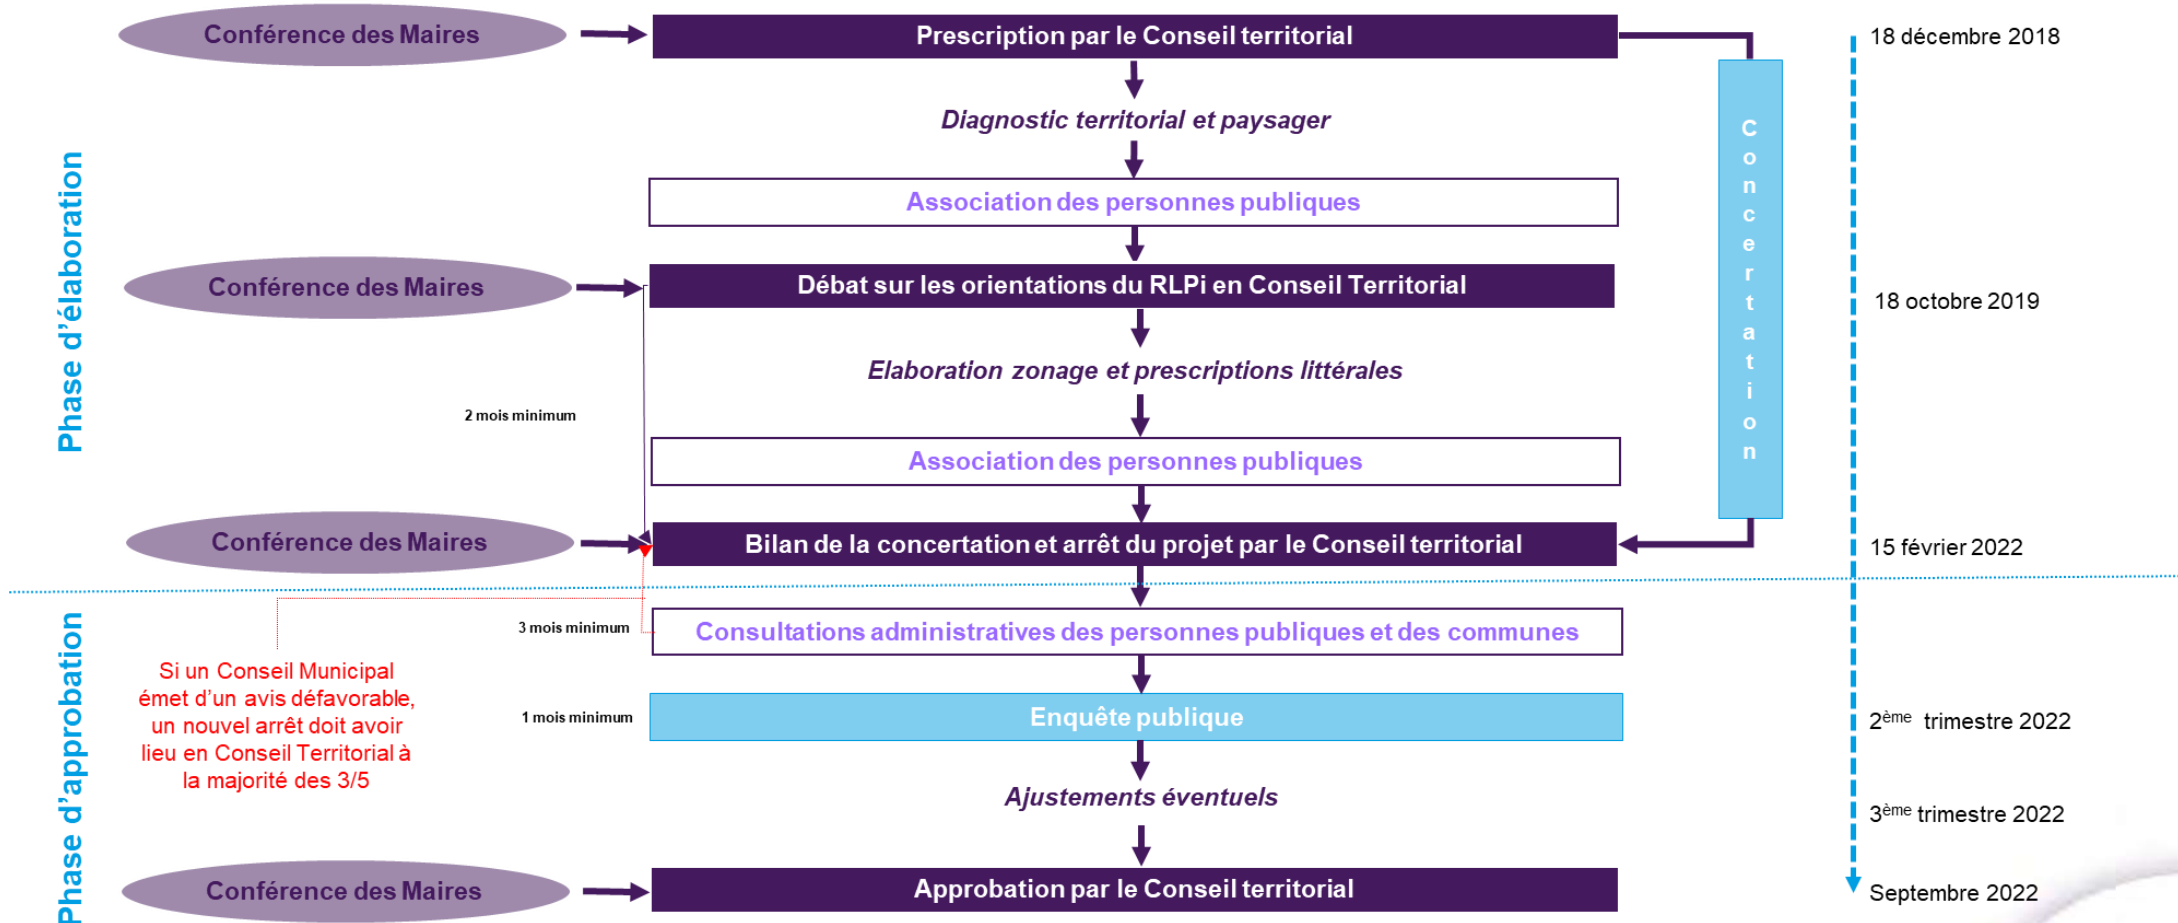 Conférence des Maires
Prescription par le Conseil territorial
18 décembre 2018
Diagnostic territorial et paysager
Association des personnes publiques
Concertation
Phase d'élaboration
Conférence des Maires
Débat sur les orientations du RLPi en Conseil Territorial
18 octobre 2019
Elaboration zonage et prescriptions littérales
2 mois minimum
Association des personnes publiques
Conférence des Maires
Bilan de la concertation et arrêt du projet par le Conseil territorial
15 février 2022
Phase d'approbation
3 mois minimum
Consultations administratives des personnes publiques et des communes
Si un Conseil Municipal
émet d'un avis défavorable,
un nouvel arrêt doit avoir
lieu en Conseil Territorial à
la majorité des 3/5
1 mois minimum
Enquête publique
2ème trimestre 2022
Ajustements éventuels
3ème trimestre 2022
Conférence des Maires
Approbation par le Conseil territorial
Septembre 2022